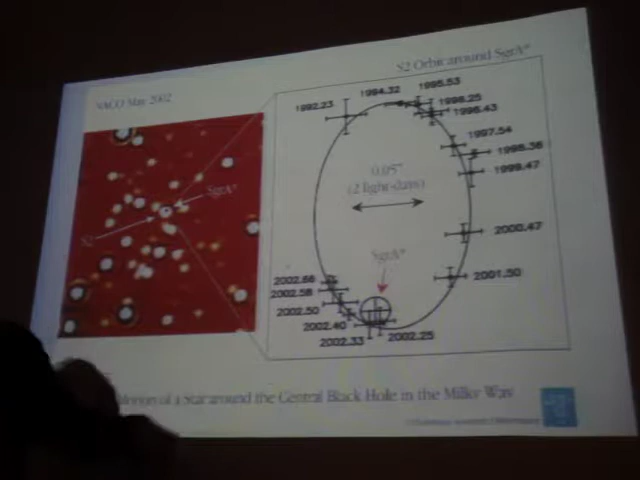 S2 Orbit around SgrA*
NACO May 2002
1992.23
1994.32
1995.53
1996.25
1996.43
1997.54
1998.36
1999.47
0.05"
(2 light-days)
SgrA*
S2
2000.47
SgrA*
2001.50
2002.66
2002.58
2002.50
2002.40
2002.33
2002.25
Motion of a Star around the Central Black Hole in the Milky Way